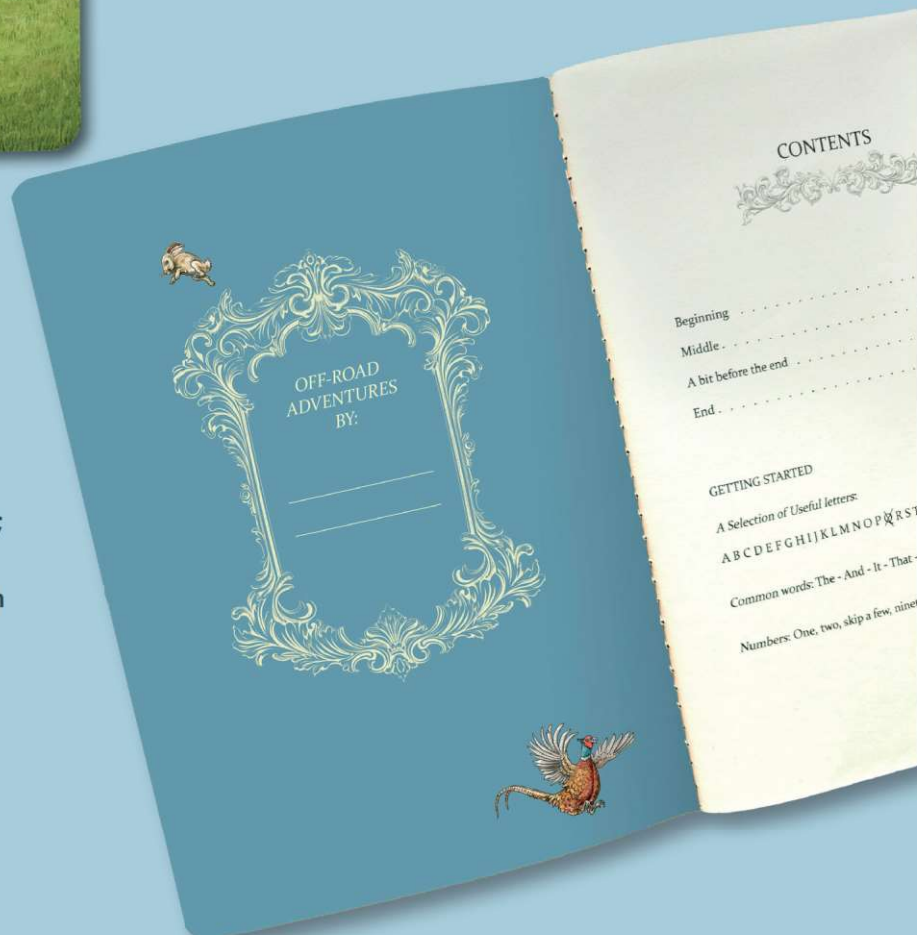 OFF-ROAD
ADVENTURES
BY:
CONTENTS
Beginning . . . . . . . . . . . . . . .
Middle . . . . . . . . . . . . . . . .
A bit before the end . . . . . . . . . .
End . . . . . . . . . . . . . . . .
GETTING STARTED
A Selection of Useful letters:
A B C D E F G H I J K L M N O P Q R S T
Common words: The - And - It - That -
Numbers: One, two, skip a few,